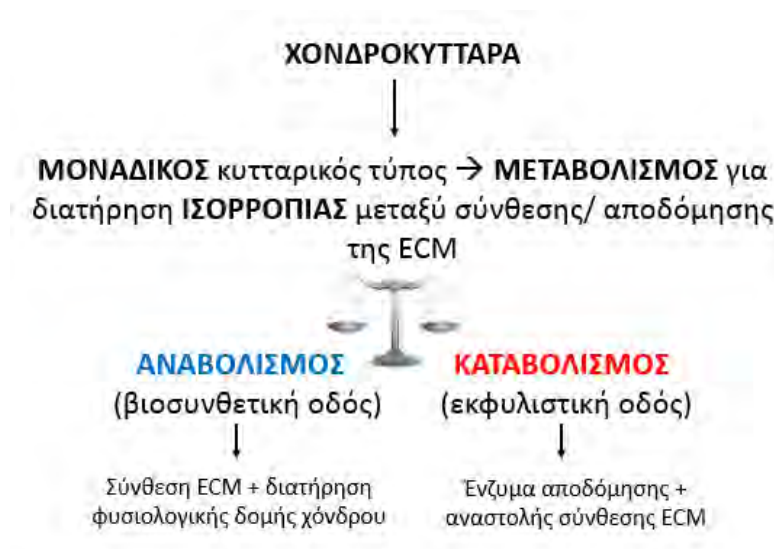 ΧΟΝΔΡΟΚΥΤΤΑΡΑ
ΜΟΝΑΔΙΚΟΣ κυτταρικός τύπος → ΜΕΤΑΒΟΛΙΣΜΟΣ για
διατήρηση ΙΣΟΡΡΟΠΙΑΣ μεταξύ σύνθεσης/ αποδόμησης
της ECM
ΑΝΑΒΟΛΙΣΜΟΣ
(βιοσυνθετική οδός)
Σύνθεση ECM + διατήρηση
φυσιολογικής δομής χόνδρου
ΚΑΤΑΒΟΛΙΣΜΟΣ
(εκφυλιστική οδός)
Ένζυμα αποδόμησης +
αναστολής σύνθεσης ECM